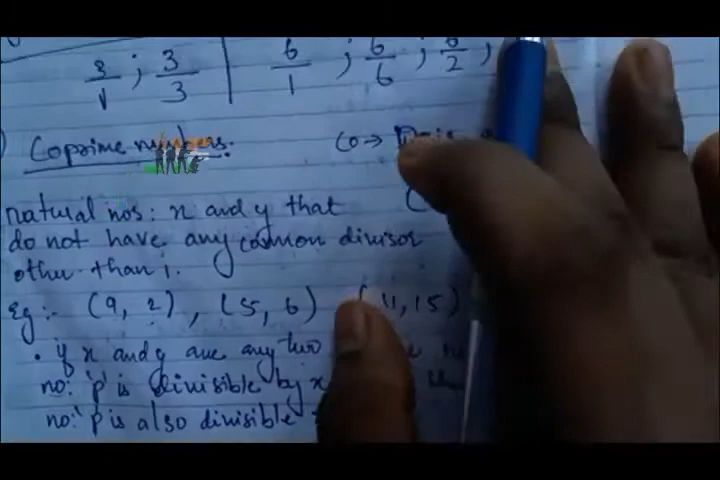 3/1 ; 3/3 | 6/1 ; 6/6 ; 6/2 ;
Coprime numbers. Co →
natural nos: x and y that
do not have any common divisor
other than 1.
Eg:- (9, 2), (5, 6) (11, 15)
• if x and y are any two
no: 'p' is divisible by x
no: 'p is also divisible